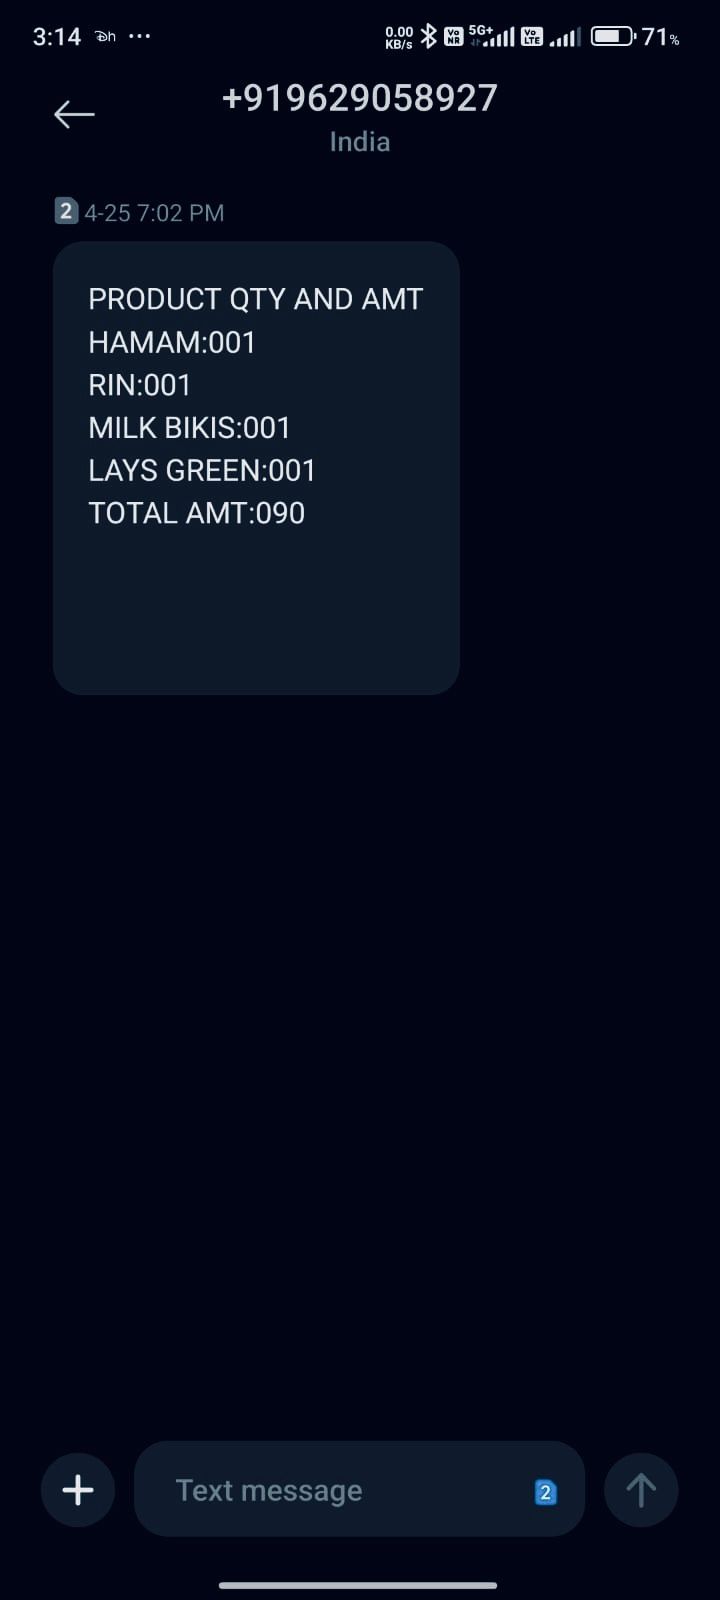 3:14 Dh ...
0.00 KB/s Vo NR 5G+ Vo LTE 71%
+919629058927
India
2 4-25 7:02 PM
PRODUCT QTY AND AMT
HAMAM:001
RIN:001
MILK BIKIS:001
LAYS GREEN:001
TOTAL AMT:090
Text message 2